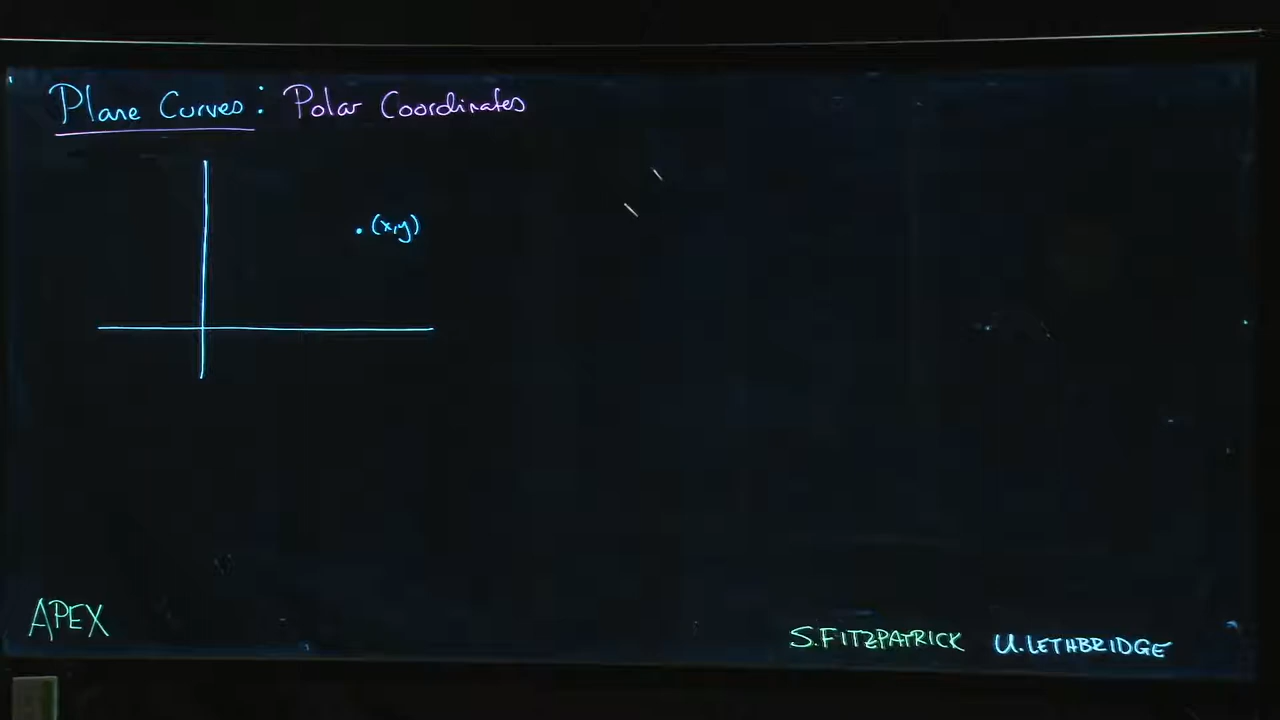 Plane Curves: Polar Coordinates
(x,y)
APEX
S.FITZPATRICK U.LETHBRIDGE